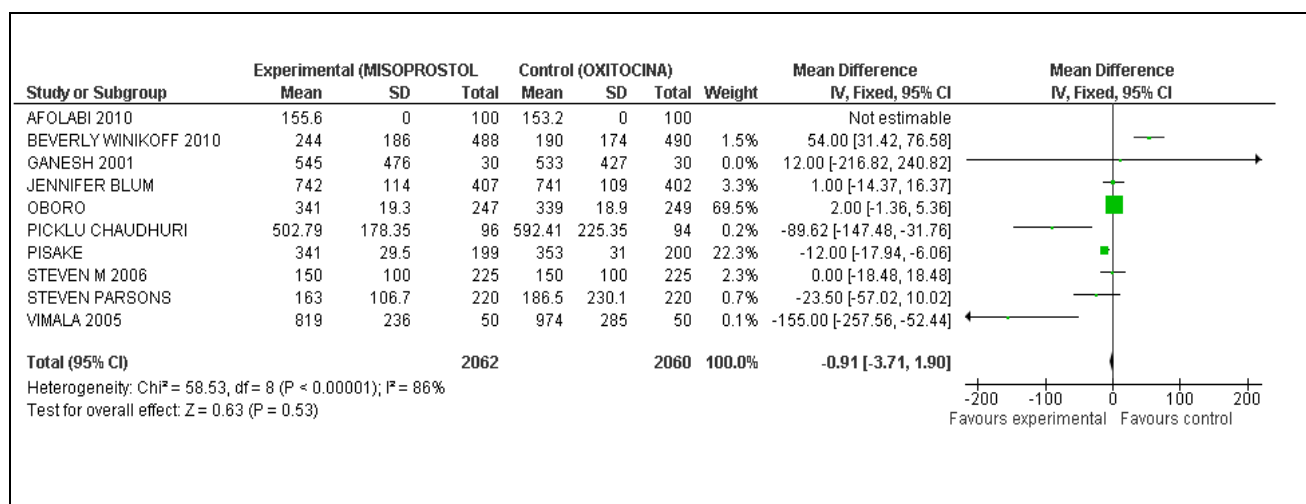 Experimental (MISOPROSTOL Control (OXITOCINA) Mean Difference Mean Difference
Study or Subgroup Mean SD Total Mean SD Total Weight IV, Fixed, 95% CI IV, Fixed, 95% CI
AFOLABI 2010 155.6 0 100 153.2 0 100 Not estimable
BEVERLY WINIKOFF 2010 244 186 488 190 174 490 1.5% 54.00 [31.42, 76.58]
GANESH 2001 545 476 30 533 427 30 0.0% 12.00 [-216.82, 240.82]
JENNIFER BLUM 742 114 407 741 109 402 3.3% 1.00 [-14.37, 16.37]
OBORO 341 19.3 247 339 18.9 249 69.5% 2.00 [-1.36, 5.36]
PICKLU CHAUDHURI 502.79 178.35 96 592.41 225.35 94 0.2% -89.62 [-147.48, -31.76]
PISAKE 341 29.5 199 353 31 200 22.3% -12.00 [-17.94, -6.06]
STEVEN M 2006 150 100 225 150 100 225 2.3% 0.00 [-18.48, 18.48]
STEVEN PARSONS 163 106.7 220 186.5 230.1 220 0.7% -23.50 [-57.02, 10.02]
VIMALA 2005 819 236 50 974 285 50 0.1% -155.00 [-257.56, -52.44]
Total (95% CI) 2062 2060 100.0% -0.91 [-3.71, 1.90]
Heterogeneity: Chi² = 58.53, df = 8 (P < 0.00001); I² = 86%
Test for overall effect: Z = 0.63 (P = 0.53)
-200 -100 0 100 200
Favours experimental Favours control